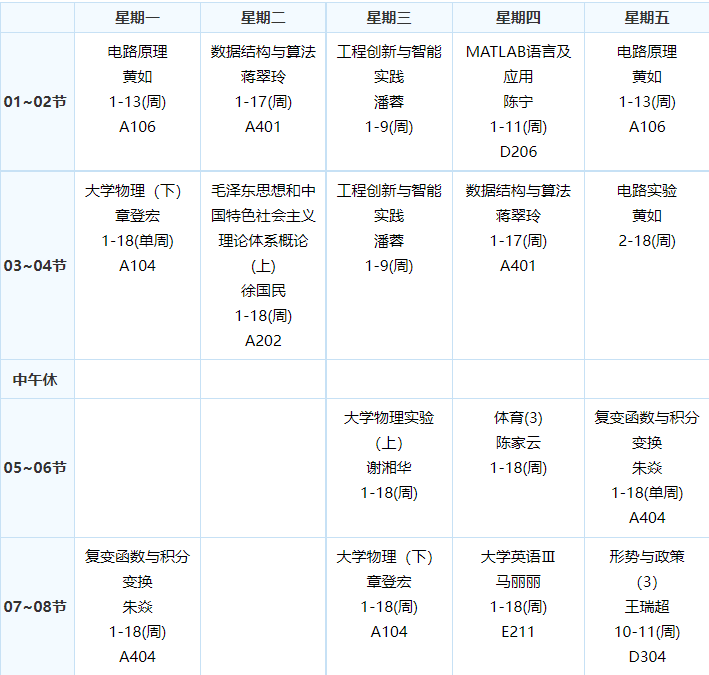 星期一
星期二
星期三
星期四
星期五
01~02节
电路原理
黄如
1-13(周)
A106
数据结构与算法
蒋翠玲
1-17(周)
A401
工程创新与智能
实践
潘蓉
1-9(周)
MATLAB语言及
应用
陈宁
1-11(周)
D206
电路原理
黄如
1-13(周)
A106
03~04节
大学物理（下）
章登宏
1-18(单周)
A104
毛泽东思想和中
国特色社会主义
理论体系概论
(上)
徐国民
1-18(周)
A202
工程创新与智能
实践
潘蓉
1-9(周)
数据结构与算法
蒋翠玲
1-17(周)
A401
电路实验
黄如
2-18(周)
中午休
05~06节
大学物理实验
（上）
谢湘华
1-18(周)
体育(3)
陈家云
1-18(周)
复变函数与积分
变换
朱焱
1-18(单周)
A404
07~08节
复变函数与积分
变换
朱焱
1-18(周)
A404
大学物理（下）
章登宏
1-18(周)
A104
大学英语Ⅲ
马丽丽
1-18(周)
E211
形势与政策
（3）
王瑞超
10-11(周)
D304